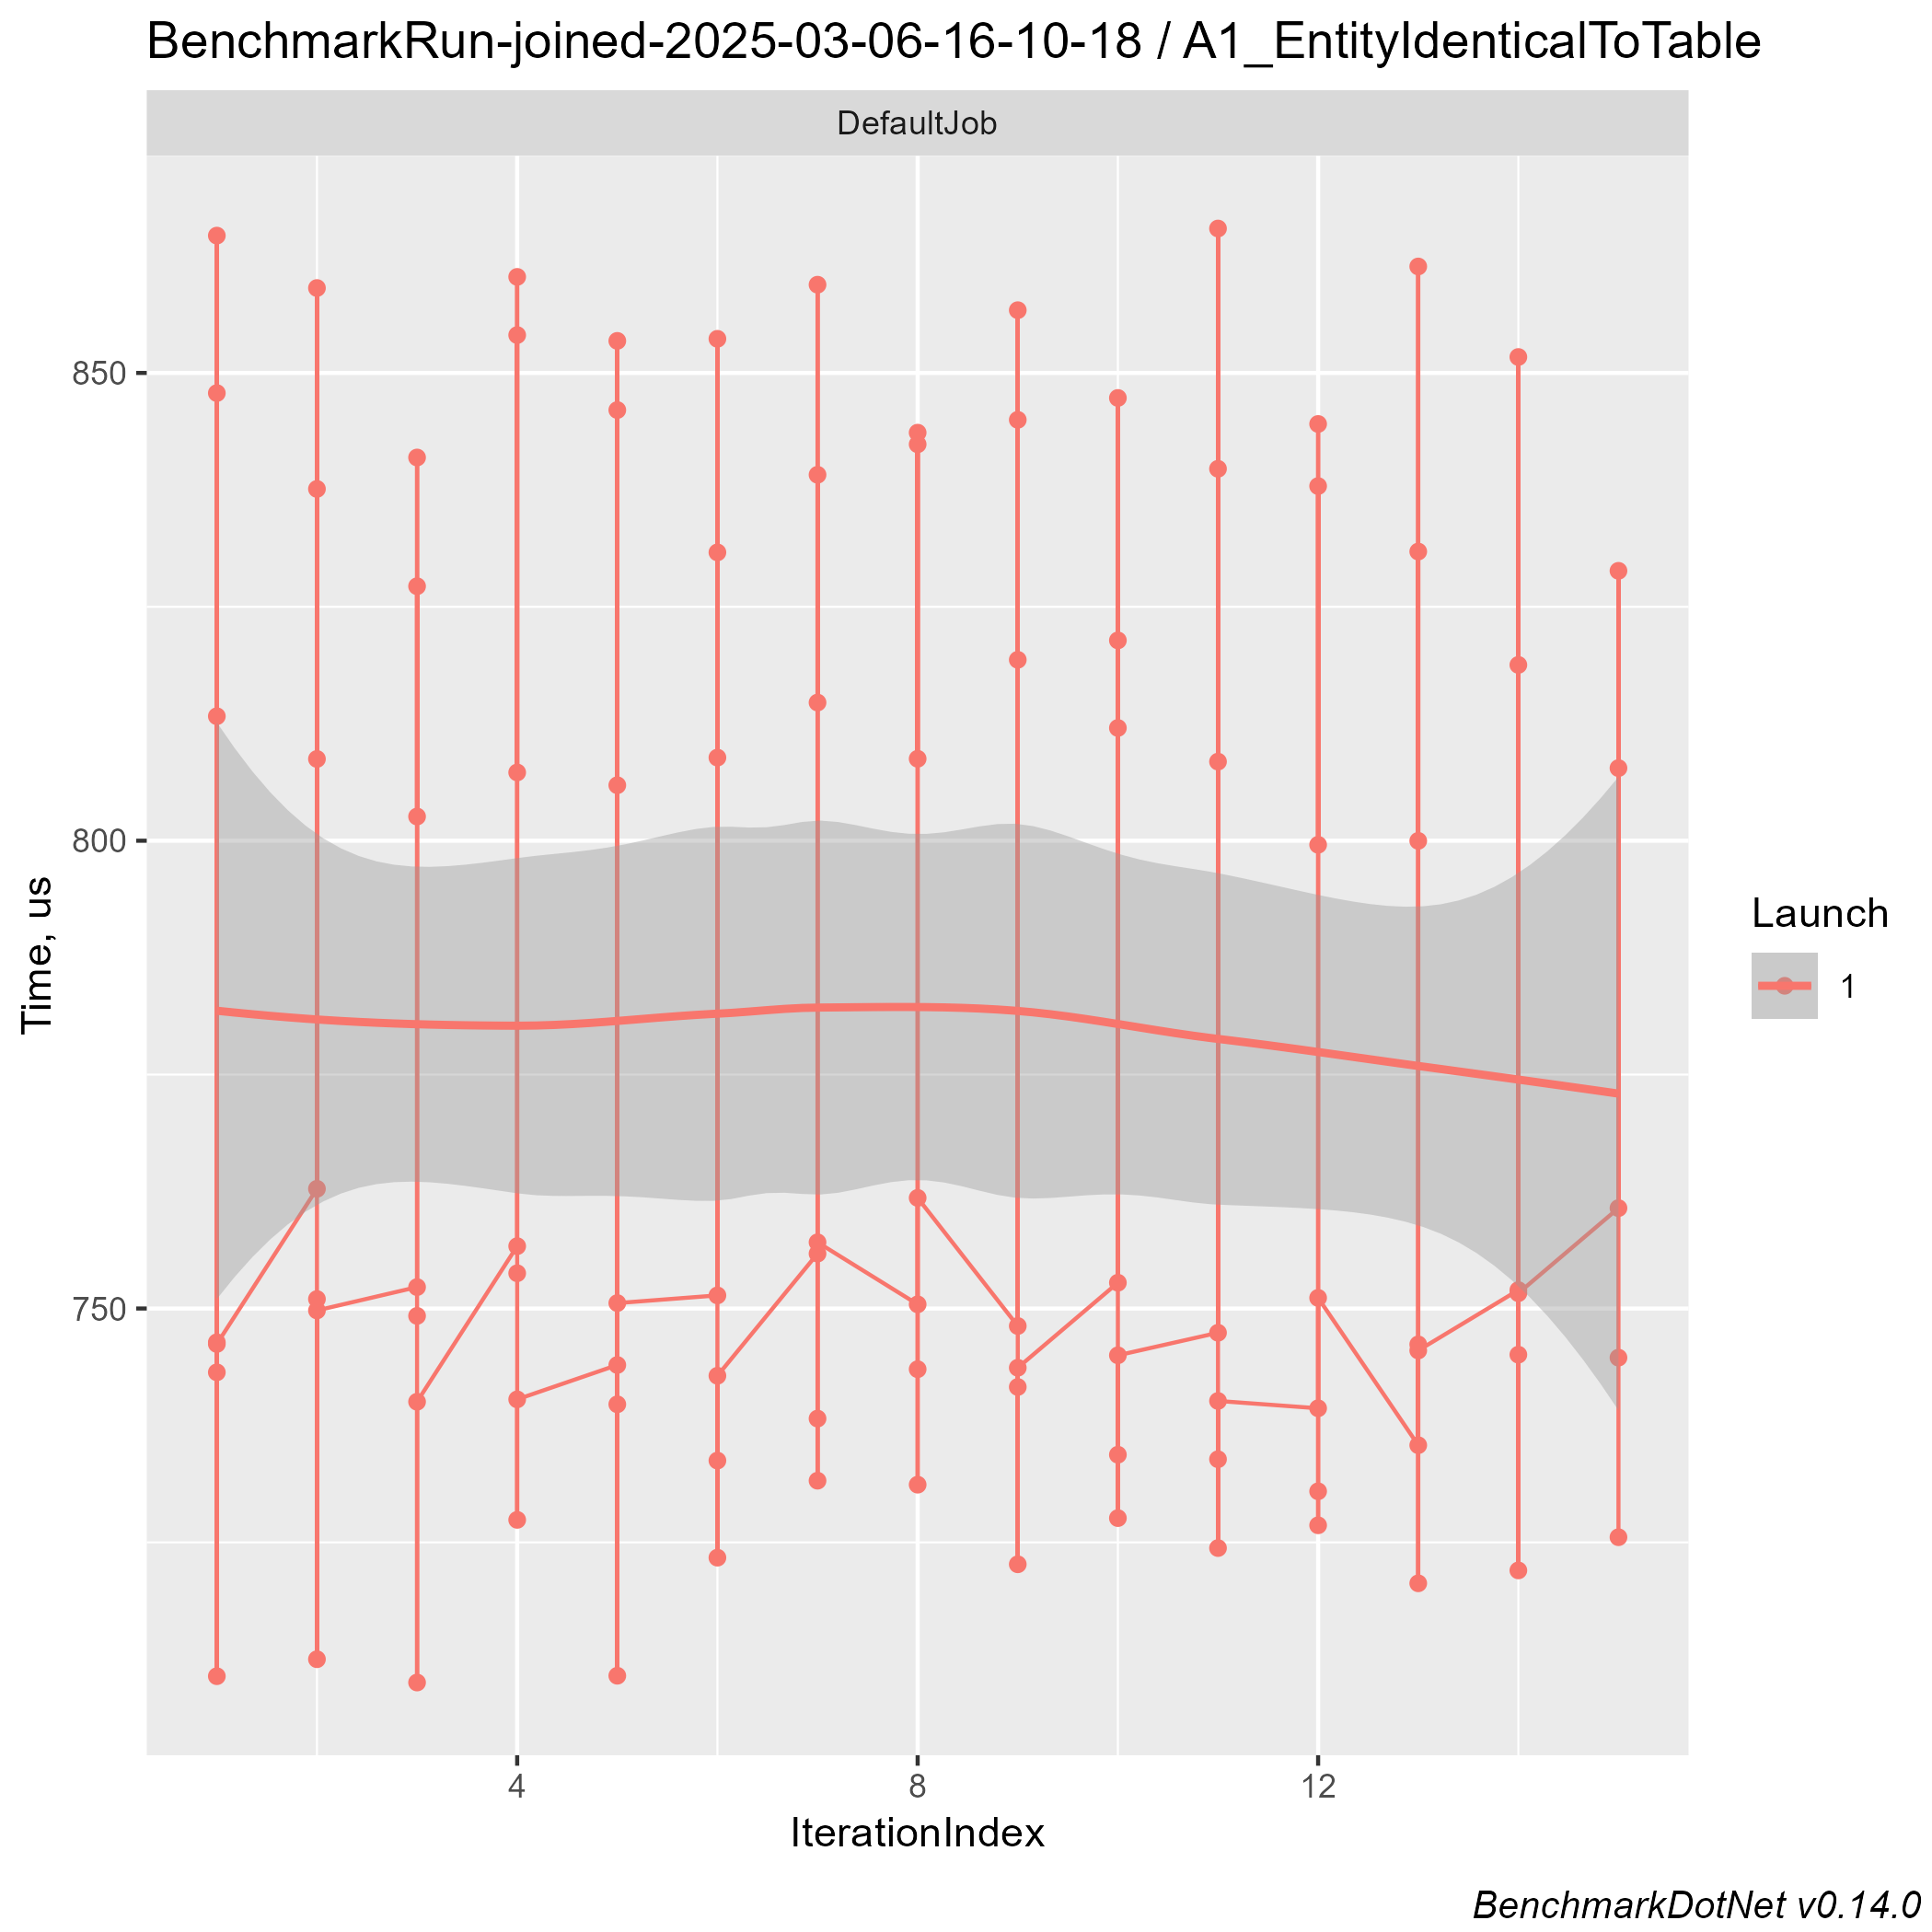 BenchmarkRun-joined-2025-03-06-16-10-18 / A1_EntityIdenticalToTable
DefaultJob
850
800
750
Time, us
4
8
12
IterationIndex
Launch
1
BenchmarkDotNet v0.14.0